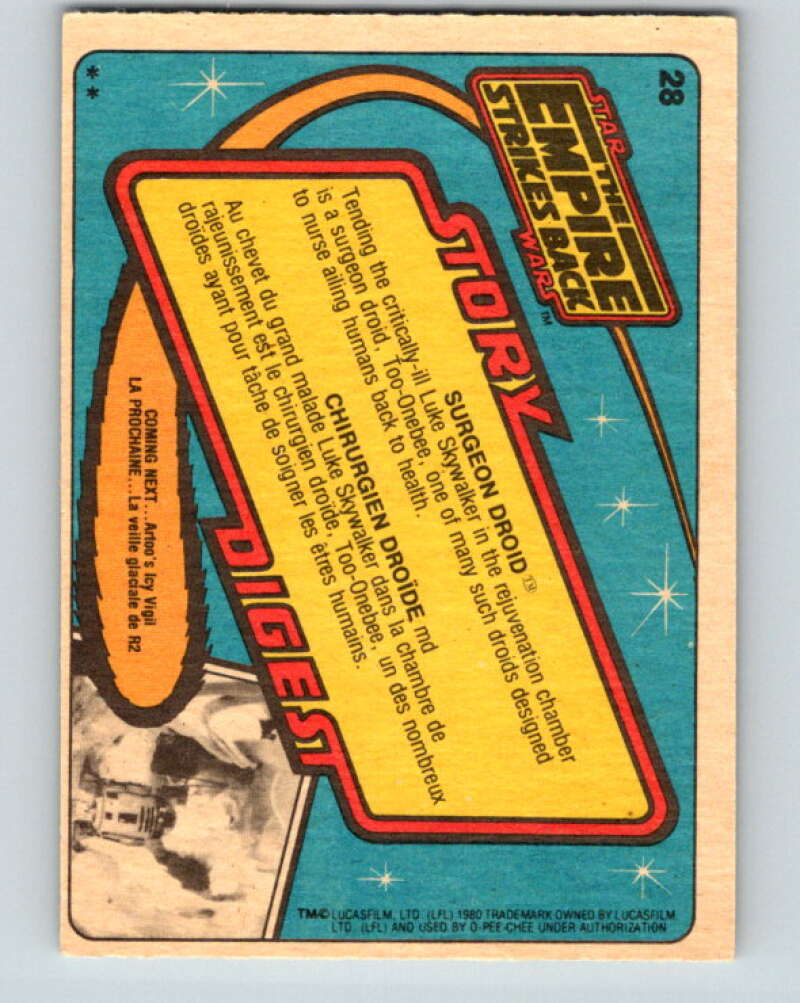 28
STAR
THE
EMPIRE
STRIKES BACK
WARS™
STORY
SURGEON DROID™
Tending the critically-ill Luke Skywalker in the rejuvenation chamber
is a surgeon droid, Too-Onebee, one of many such droids designed
to nurse ailing humans back to health.
CHIRURGIEN DROÏDE md
Au chevet du grand malade Luke Skywalker dans la chambre de
rajeunissement est le chirurgien droïde, Too-Onebee, un des nombreux
droïdes ayant pour tâche de soigner les êtres humains.
DIGEST
COMING NEXT...Artoo's Icy Vigil
LA PROCHAINE...La veille glaciale de R2
**
TM©LUCASFILM, LTD. (LFL) 1980 TRADEMARK OWNED BY LUCASFILM
LTD. (LFL) AND USED BY O-PEE-CHEE UNDER AUTHORIZATION